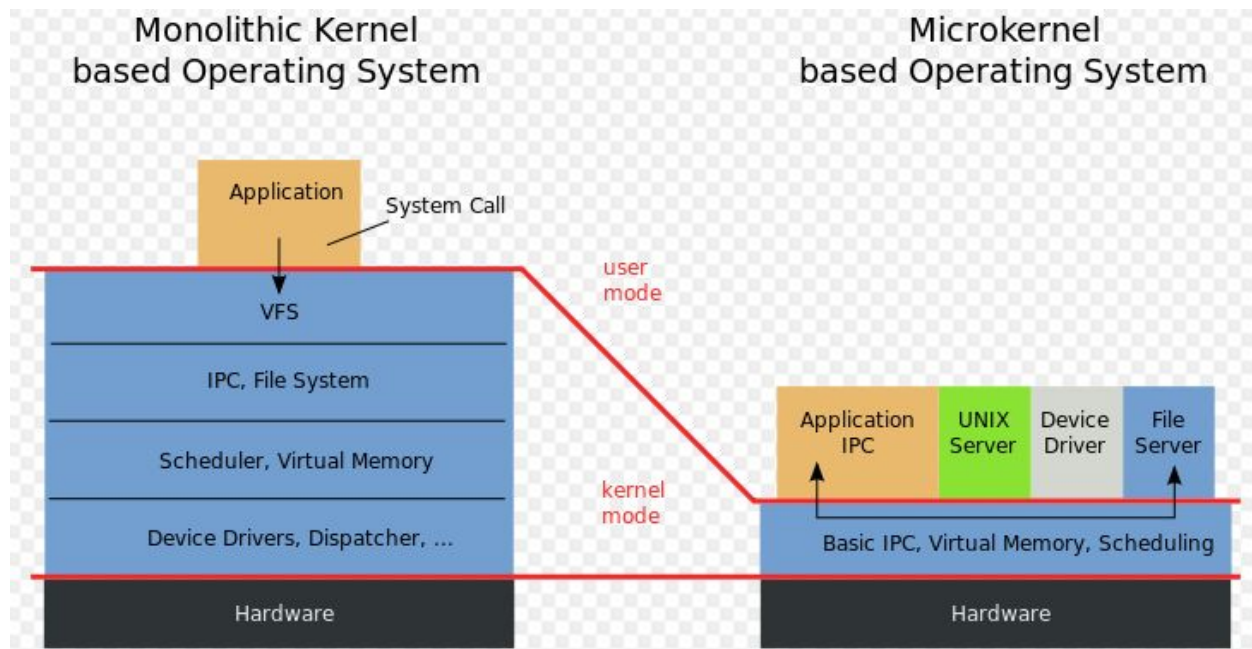 Monolithic Kernel
based Operating System
Microkernel
based Operating System
Application
System Call
VFS
IPC, File System
Scheduler, Virtual Memory
Device Drivers, Dispatcher, ...
Hardware
user
mode
kernel
mode
Application
IPC
UNIX
Server
Device
Driver
File
Server
Basic IPC, Virtual Memory, Scheduling
Hardware